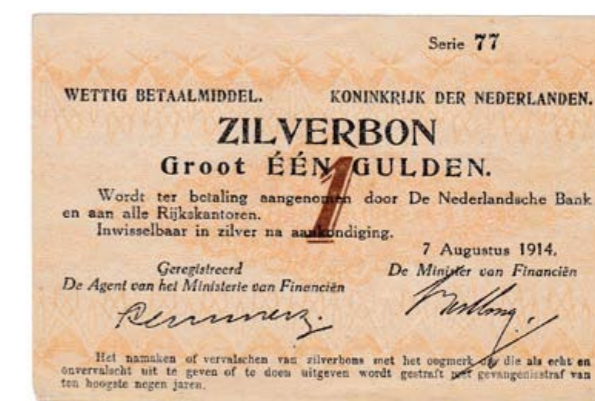 Serie 77
WETTIG BETAALMIDDEL. KONINKRIJK DER NEDERLANDEN.
ZILVERBON
Groot ÉÉN GULDEN.
1
Wordt ter betaling aangenomen door De Nederlandsche Bank
en aan alle Rijkskantoren.
Inwisselbaar in zilver na aankondiging.
7 Augustus 1914.
Geregistreerd De Minister van Financiën
De Agent van het Ministerie van Financiën
Het namaken of vervalschen van zilverbons met het oogmerk om die als echt en
onvervalscht uit te geven of te doen uitgeven wordt gestraft met gevangenisstraf van
ten hoogste negen jaren.